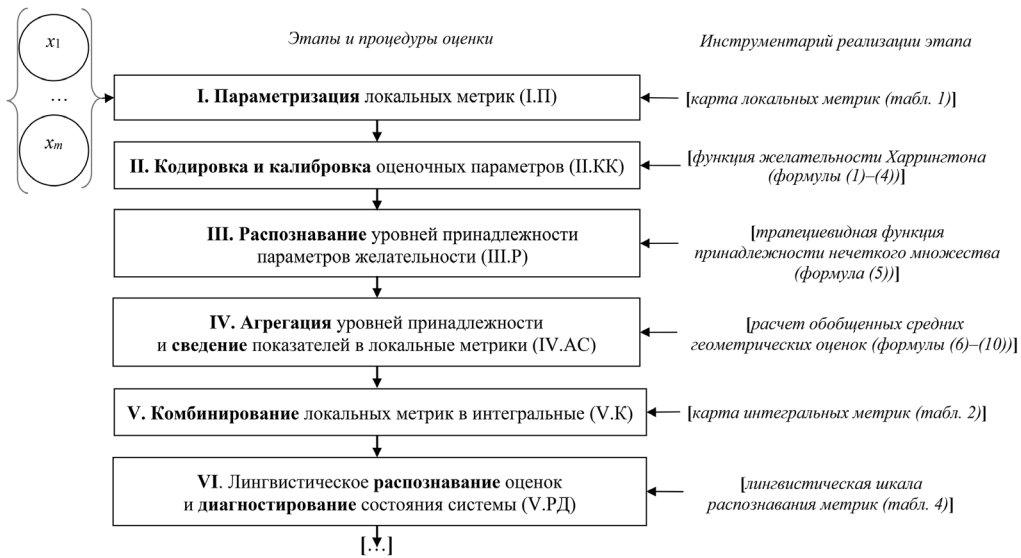 x1
…
xm
Этапы и процедуры оценки
Инструментарий реализации этапа
I. Параметризация локальных метрик (I.П)
[карта локальных метрик (табл. 1)]
II. Кодировка и калибровка оценочных параметров (II.КК)
[функция желательности Харрингтона
(формулы (1)–(4))]
III. Распознавание уровней принадлежности
параметров желательности (III.Р)
[трапециевидная функция
принадлежности нечеткого множества
(формула (5))]
IV. Агрегация уровней принадлежности
и сведение показателей в локальные метрики (IV.АС)
[расчет обобщенных средних
геометрических оценок (формулы (6)–(10))]
V. Комбинирование локальных метрик в интегральные (V.К)
[карта интегральных метрик (табл. 2)]
VI. Лингвистическое распознавание оценок
и диагностирование состояния системы (V.РД)
[лингвистическая шкала
распознавания метрик (табл. 4)]
[…]